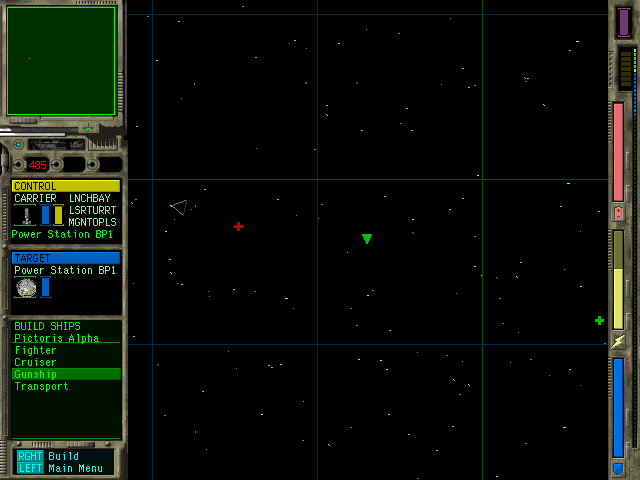 485
CONTROL
CARRIER LNCHBAY
LSRTURRT
MGNTOPLS
Power Station BP1
TARGET
Power Station BP1
BUILD SHIPS
Pictoris Alpha
Fighter
Cruiser
Gunship
Transport
RGHT Build
LEFT Main Menu